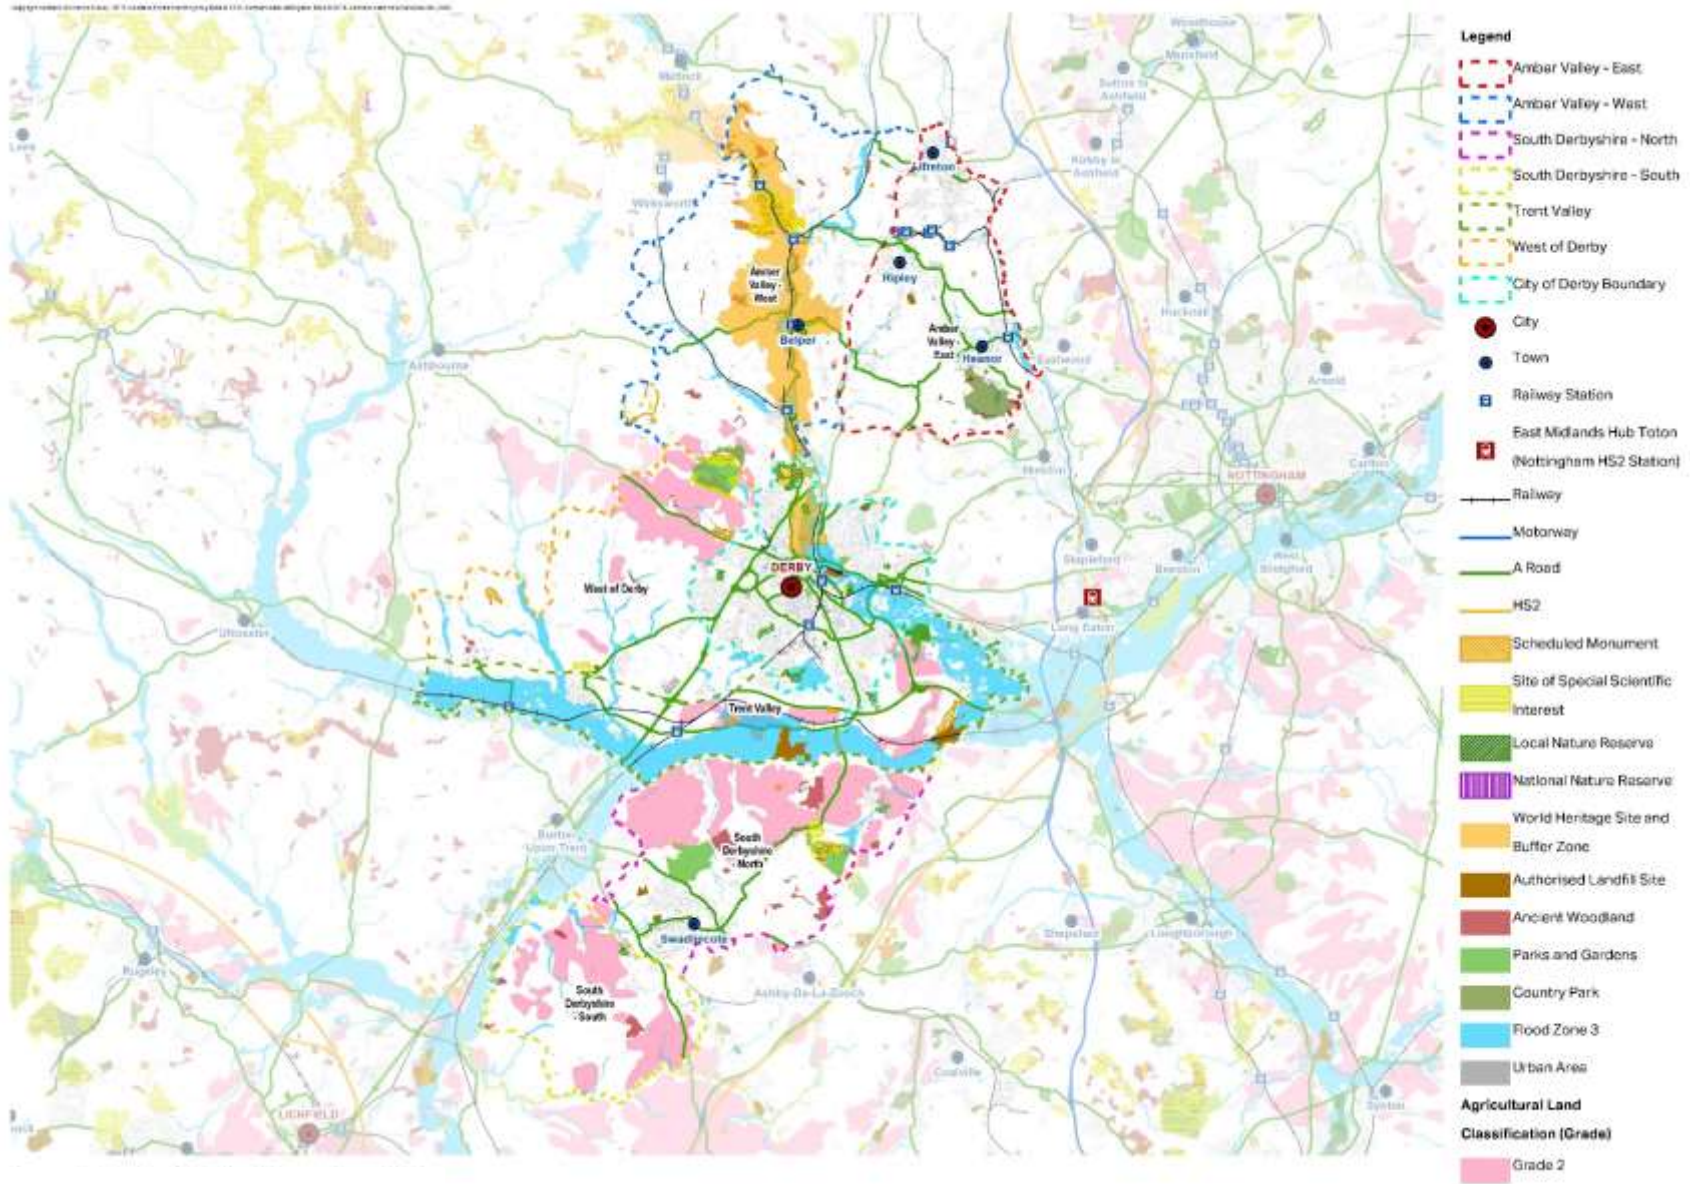 Woodhouse
Mansfield
Matlock
Sutton in
Ashfield
Leek
Kirkby in
Ashfield
Alfreton
Wirksworth
Amber
Valley -
West
Ripley
Hucknall
Belper
Amber
Valley -
East
Heanor
Eastwood
Ashbourne
Arnold
Ilkeston
NOTTINGHAM
Carlton
Stapleford
Beeston
West
Bridgford
DERBY
West of Derby
Long Eaton
Uttoxeter
Trent Valley
Burton
Upon Trent
South
Derbyshire
- North
Swadlincote
Shepshed
Loughborough
Rugeley
South
Derbyshire
- South
Ashby-De-La-Zouch
Coalville
LICHFIELD
Syston
Legend
Amber Valley - East
Amber Valley - West
South Derbyshire - North
South Derbyshire - South
Trent Valley
West of Derby
City of Derby Boundary
City
Town
Railway Station
East Midlands Hub Toton
(Nottingham HS2 Station)
Railway
Motorway
A Road
HS2
Scheduled Monument
Site of Special Scientific
Interest
Local Nature Reserve
National Nature Reserve
World Heritage Site and
Buffer Zone
Authorised Landfill Site
Ancient Woodland
Parks and Gardens
Country Park
Flood Zone 3
Urban Area
Agricultural Land
Classification (Grade)
Grade 2